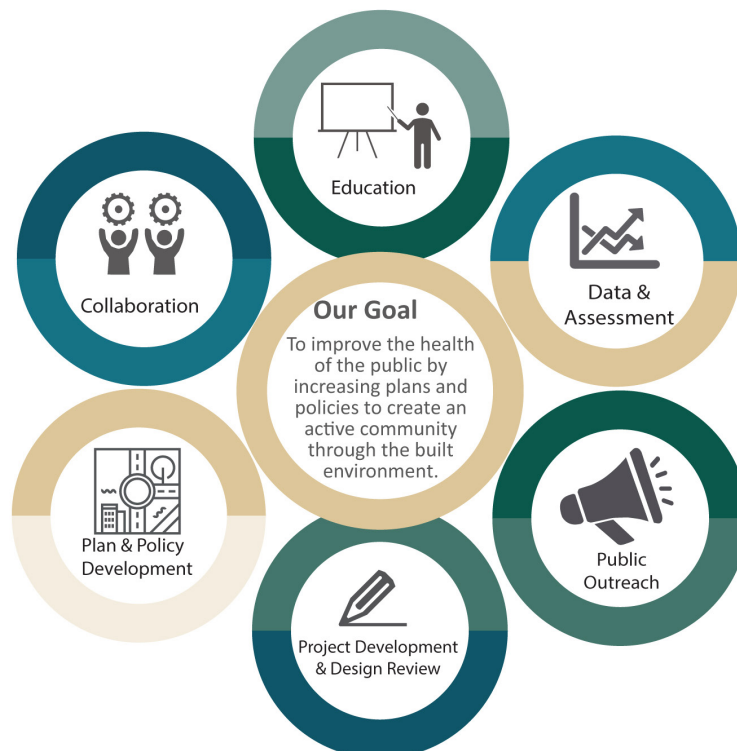 Education
Collaboration
Data &
Assessment
Our Goal
To improve the health
of the public by
increasing plans and
policies to create an
active community
through the built
environment.
Plan & Policy
Development
Public
Outreach
Project Development
& Design Review